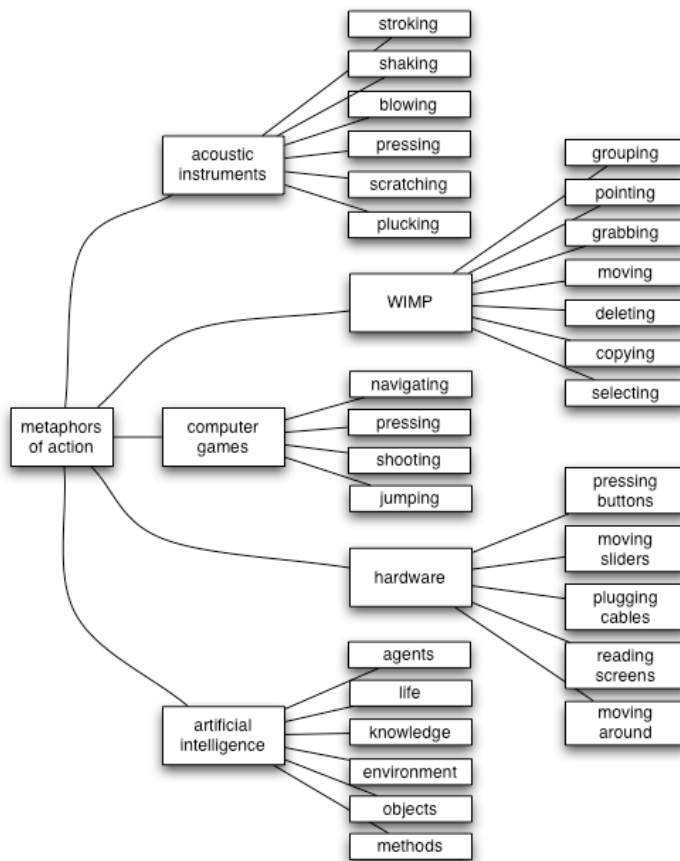 metaphors
of action
acoustic
instruments
stroking
shaking
blowing
pressing
scratching
plucking
WIMP
grouping
pointing
grabbing
moving
deleting
copying
selecting
computer
games
navigating
pressing
shooting
jumping
hardware
pressing
buttons
moving
sliders
plugging
cables
reading
screens
moving
around
artificial
intelligence
agents
life
knowledge
environment
objects
methods